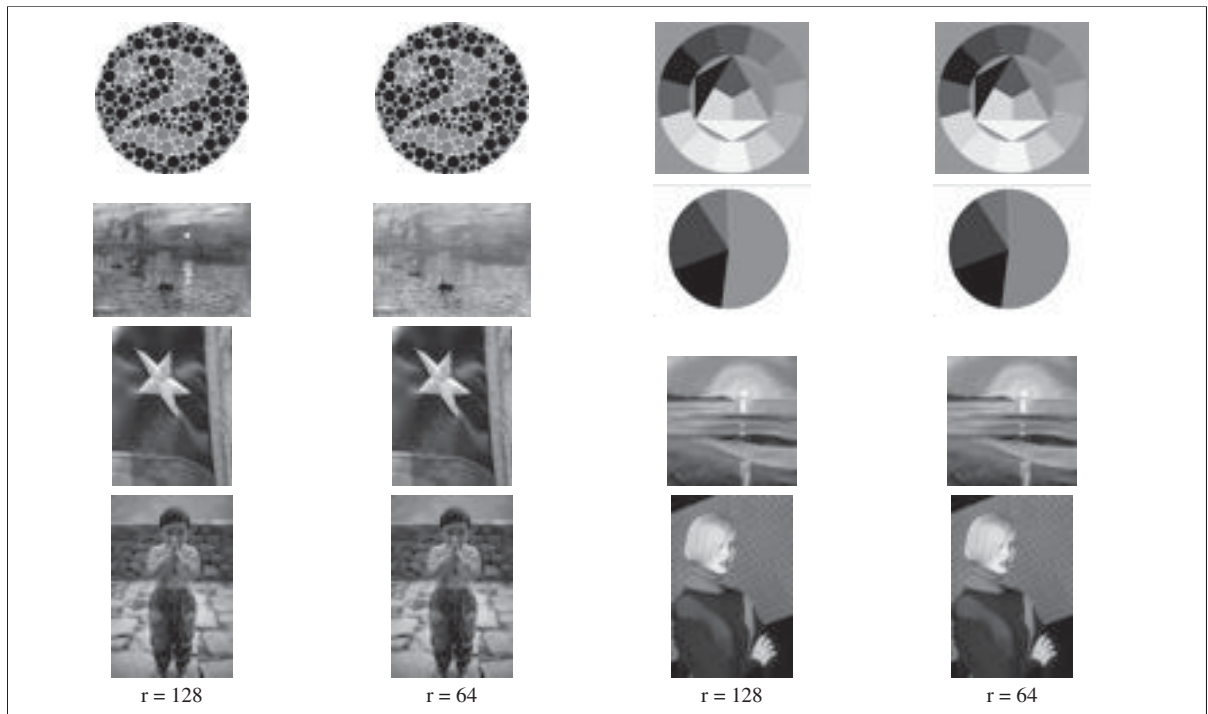 r = 128 r = 64 r = 128 r = 64